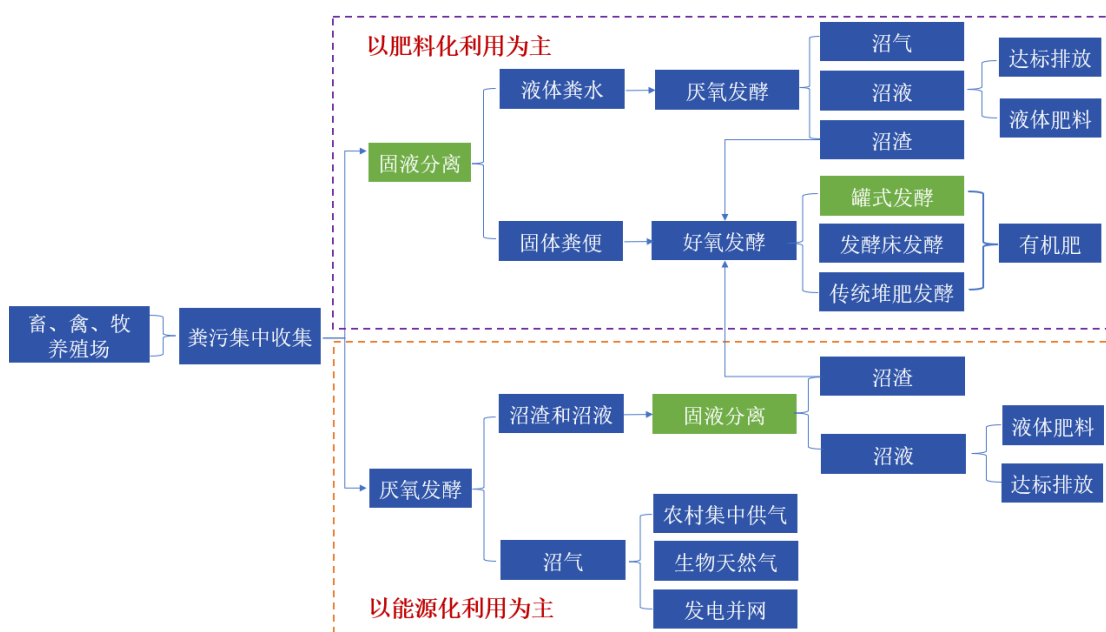 以肥料化利用为主
沼气
达标排放
液体粪水
厌氧发酵
沼液
液体肥料
沼渣
固液分离
罐式发酵
固体粪便
好氧发酵
发酵床发酵
有机肥
传统堆肥发酵
畜、禽、牧
养殖场
粪污集中收集
沼渣
沼渣和沼液
固液分离
液体肥料
沼液
达标排放
厌氧发酵
农村集中供气
沼气
生物天然气
发电并网
以能源化利用为主